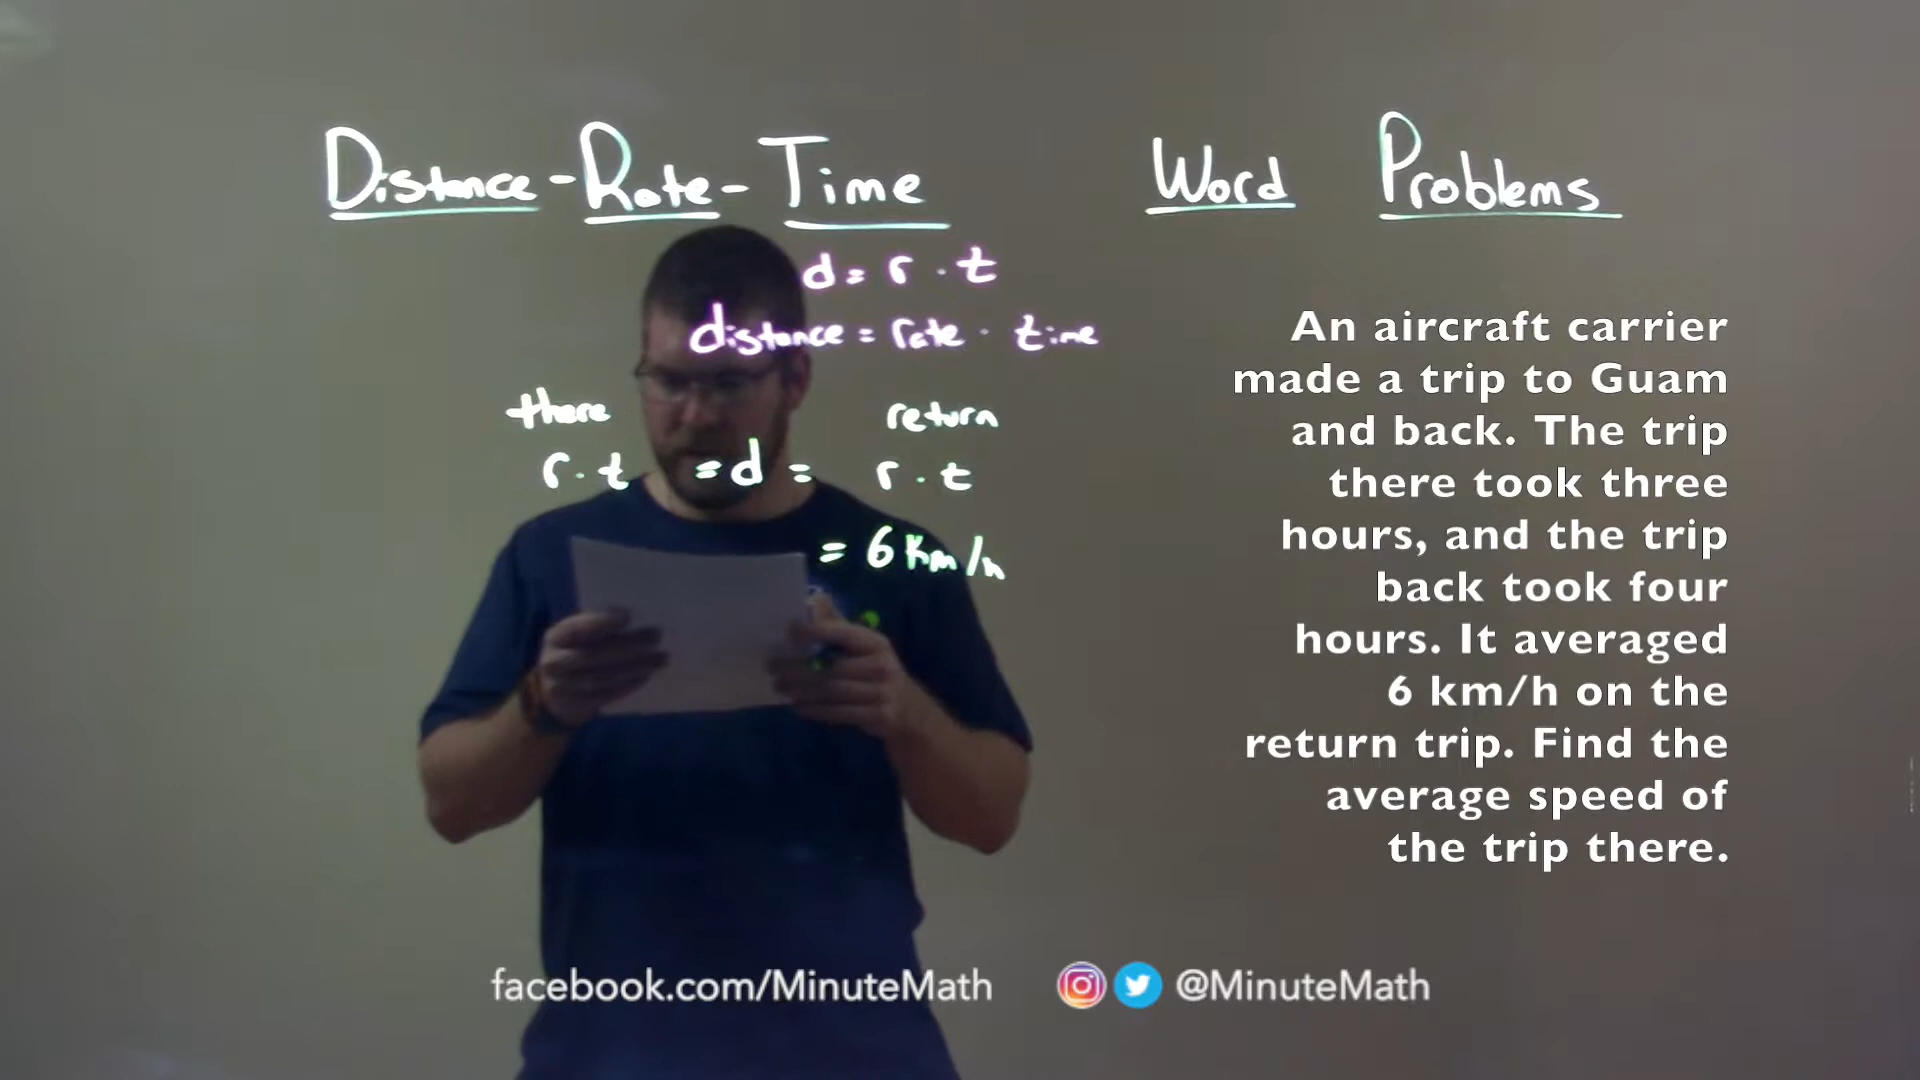 Distance-Rate-Time Word Problems
d = r · t
distance = rate · time
there return
r · t = d = r · t
= 6 km/h
An aircraft carrier
made a trip to Guam
and back. The trip
there took three
hours, and the trip
back took four
hours. It averaged
6 km/h on the
return trip. Find the
average speed of
the trip there.
facebook.com/MinuteMath @MinuteMath